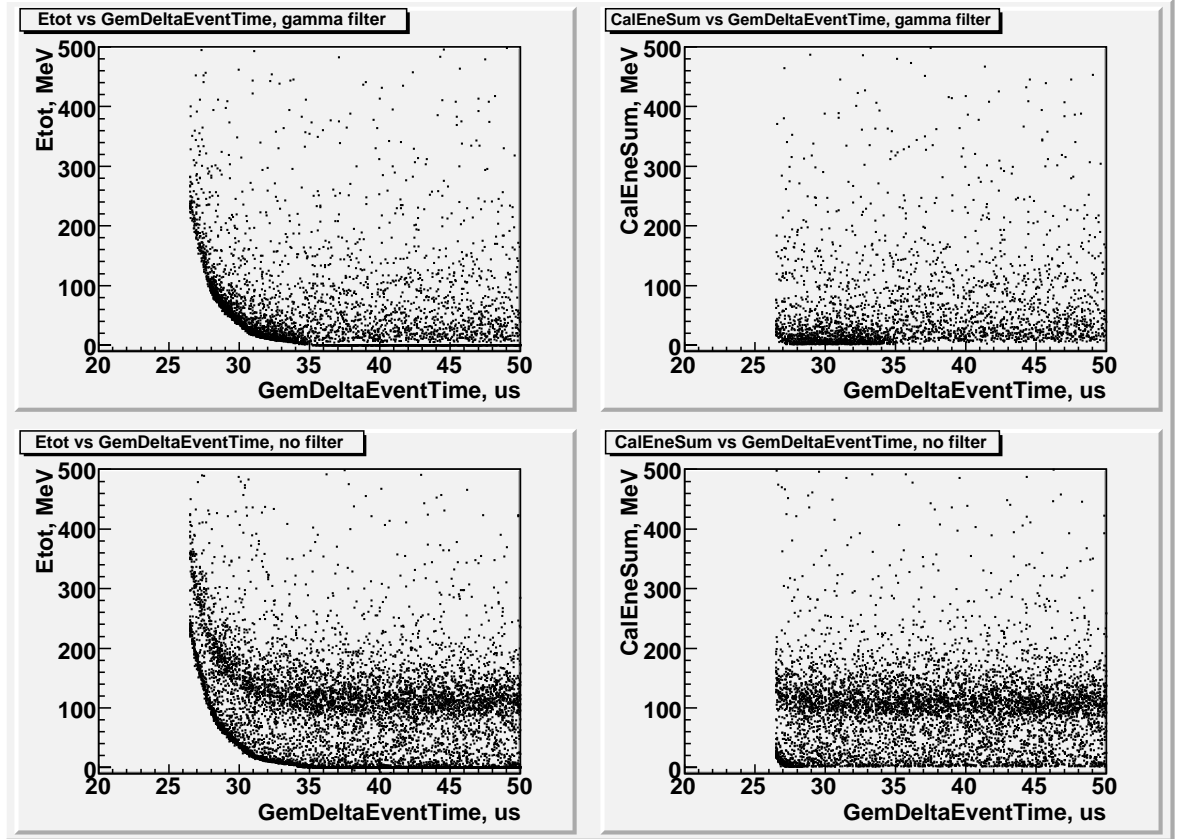 Etot vs GemDeltaEventTime, gamma filter
Etot, MeV
500
400
300
200
100
0
20 25 30 35 40 45 50
GemDeltaEventTime, us
CalEneSum vs GemDeltaEventTime, gamma filter
CalEneSum, MeV
500
400
300
200
100
0
20 25 30 35 40 45 50
GemDeltaEventTime, us
Etot vs GemDeltaEventTime, no filter
Etot, MeV
500
400
300
200
100
0
20 25 30 35 40 45 50
GemDeltaEventTime, us
CalEneSum vs GemDeltaEventTime, no filter
CalEneSum, MeV
500
400
300
200
100
0
20 25 30 35 40 45 50
GemDeltaEventTime, us